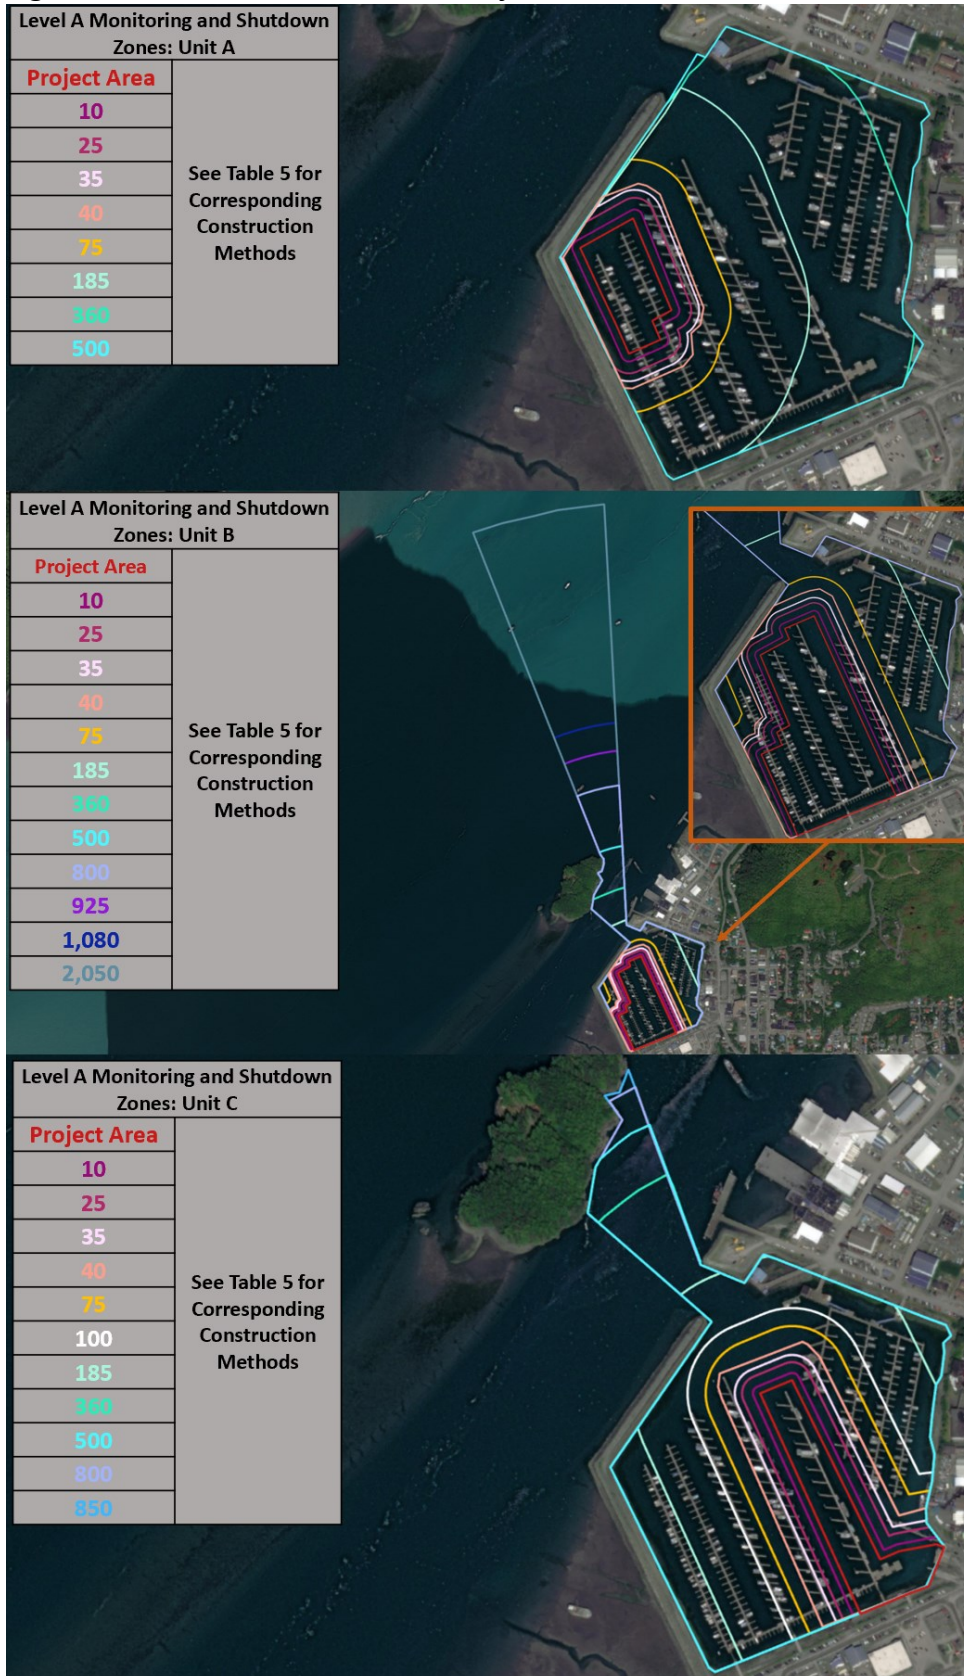 Level A Monitoring and Shutdown
Zones: Unit A
Project Area
10
25
35
40
75
185
360
500
See Table 5 for
Corresponding
Construction
Methods
Level A Monitoring and Shutdown
Zones: Unit B
Project Area
10
25
35
40
75
185
360
500
800
925
1,080
2,050
See Table 5 for
Corresponding
Construction
Methods
Level A Monitoring and Shutdown
Zones: Unit C
Project Area
10
25
35
40
75
100
185
360
500
800
850
See Table 5 for
Corresponding
Construction
Methods